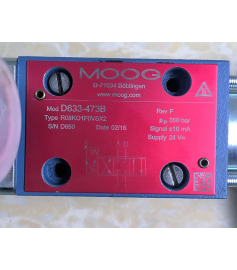 MOOG
D-71034 Böblingen
www.moog.com
Mod D633-473B Rev F
Type R08KO1F0VSX2 pp 350 bar
S/N D650 Date 02/16 Signal ±10 mA
Supply 24 V=